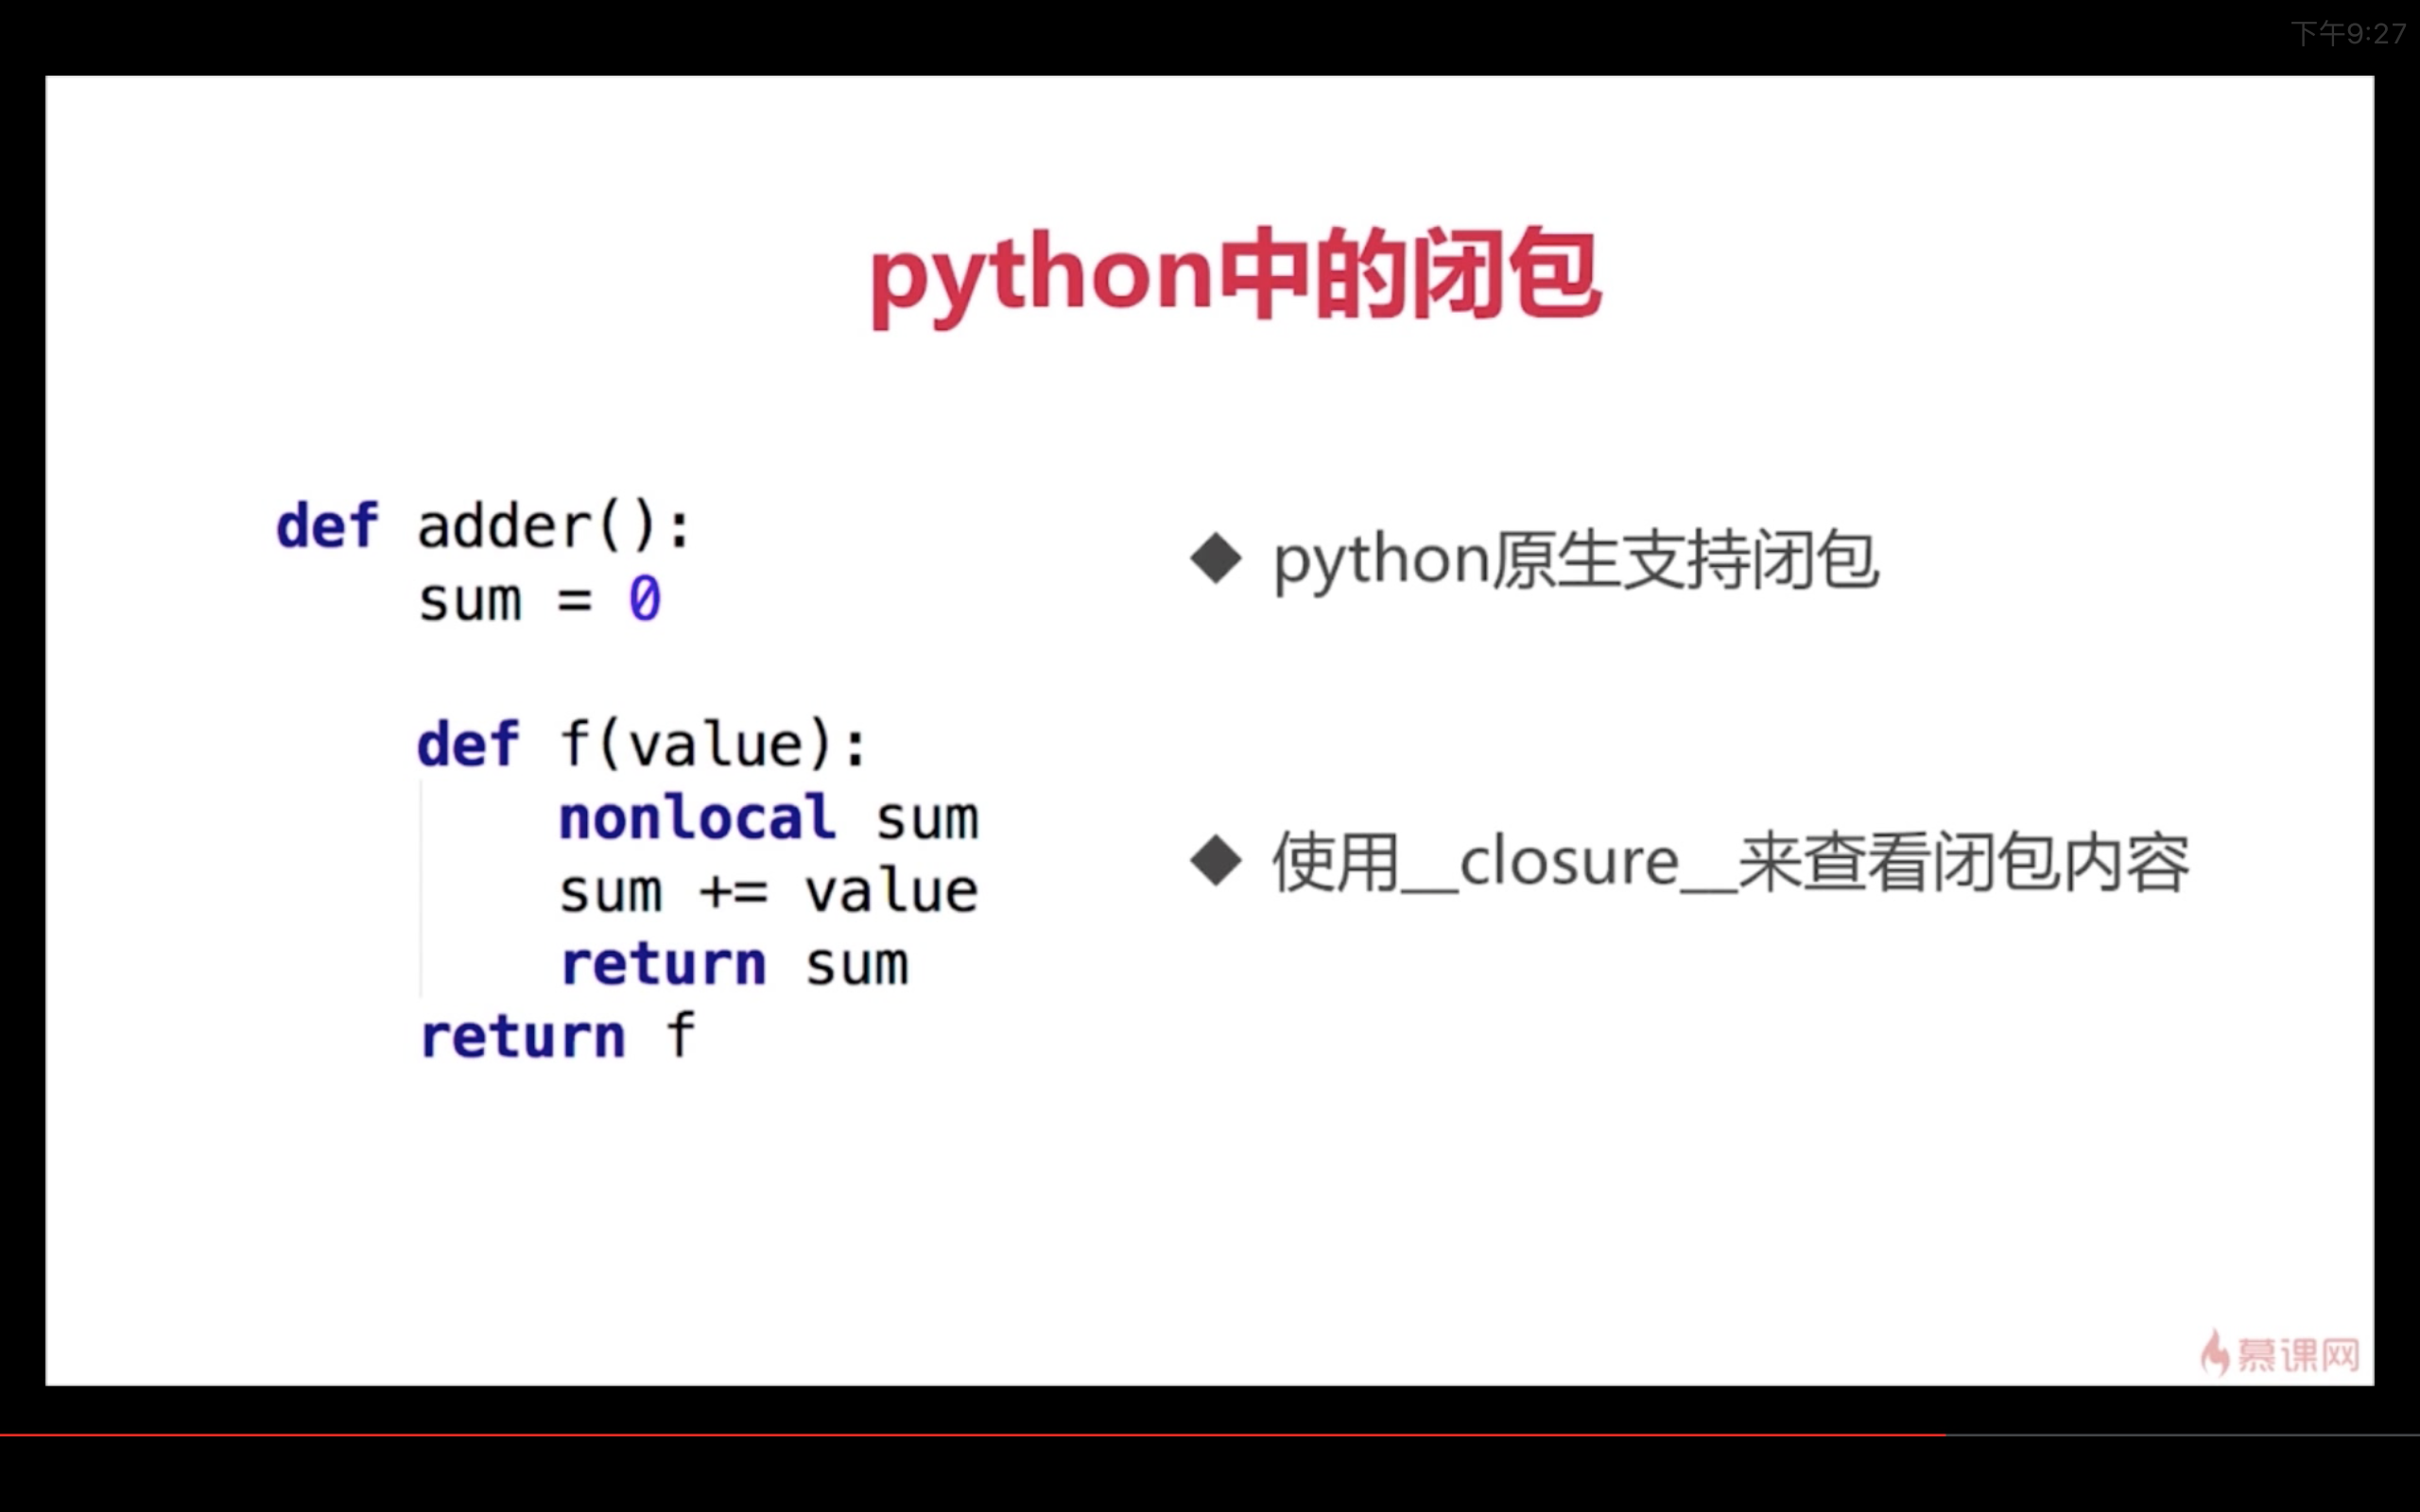 下午9:27
python中的闭包
def adder():
    sum = 0
    def f(value):
        nonlocal sum
        sum += value
        return sum
    return f
◆ python原生支持闭包
◆ 使用__closure__来查看闭包内容
慕课网